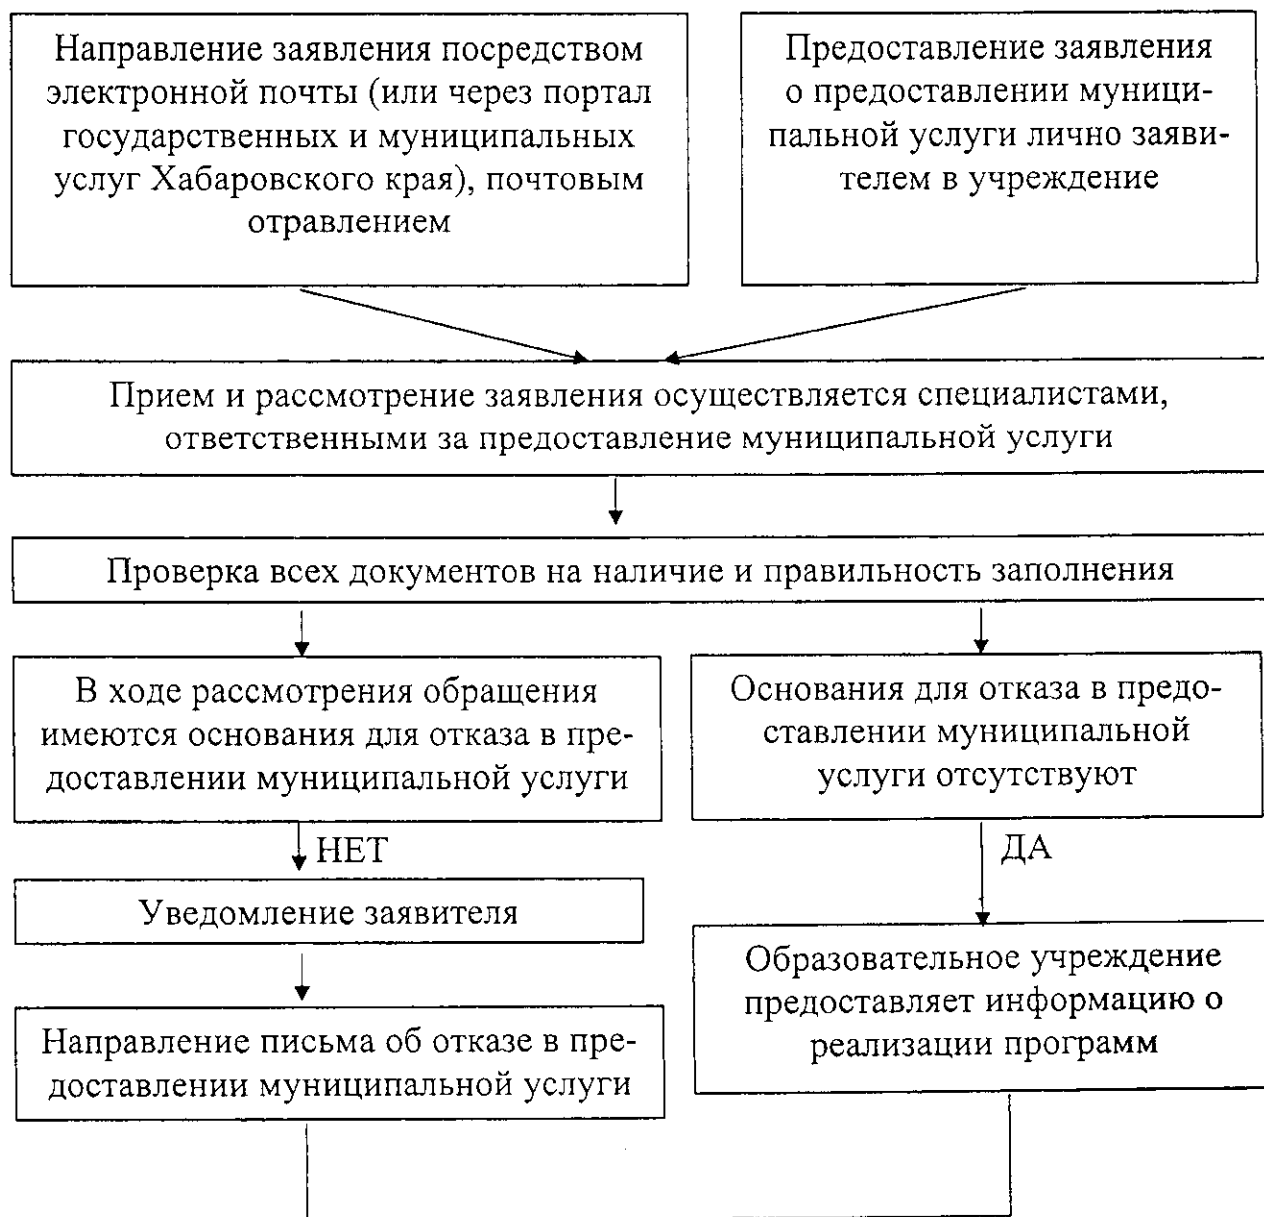 Направление заявления посредством
электронной почты (или через портал
государственных и муниципальных
услуг Хабаровского края), почтовым
отравлением
Предоставление заявления
о предоставлении муници-
пальной услуги лично заяви-
телем в учреждение
Прием и рассмотрение заявления осуществляется специалистами,
ответственными за предоставление муниципальной услуги
Проверка всех документов на наличие и правильность заполнения
В ходе рассмотрения обращения
имеются основания для отказа в пре-
доставлении муниципальной услуги
Основания для отказа в предо-
ставлении муниципальной
услуги отсутствуют
НЕТ
ДА
Уведомление заявителя
Образовательное учреждение
предоставляет информацию о
реализации программ
Направление письма об отказе в пре-
доставлении муниципальной услуги